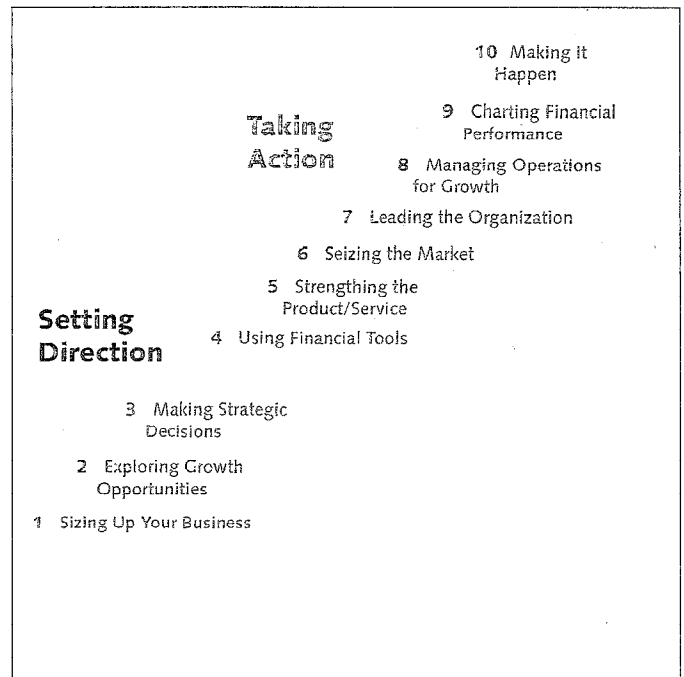 10 Making It
Happen
9 Charting Financial
Performance
Taking
Action
8 Managing Operations
for Growth
7 Leading the Organization
6 Seizing the Market
5 Strengthing the
Product/Service
Setting
Direction
4 Using Financial Tools
3 Making Strategic
Decisions
2 Exploring Growth
Opportunities
1 Sizing Up Your Business